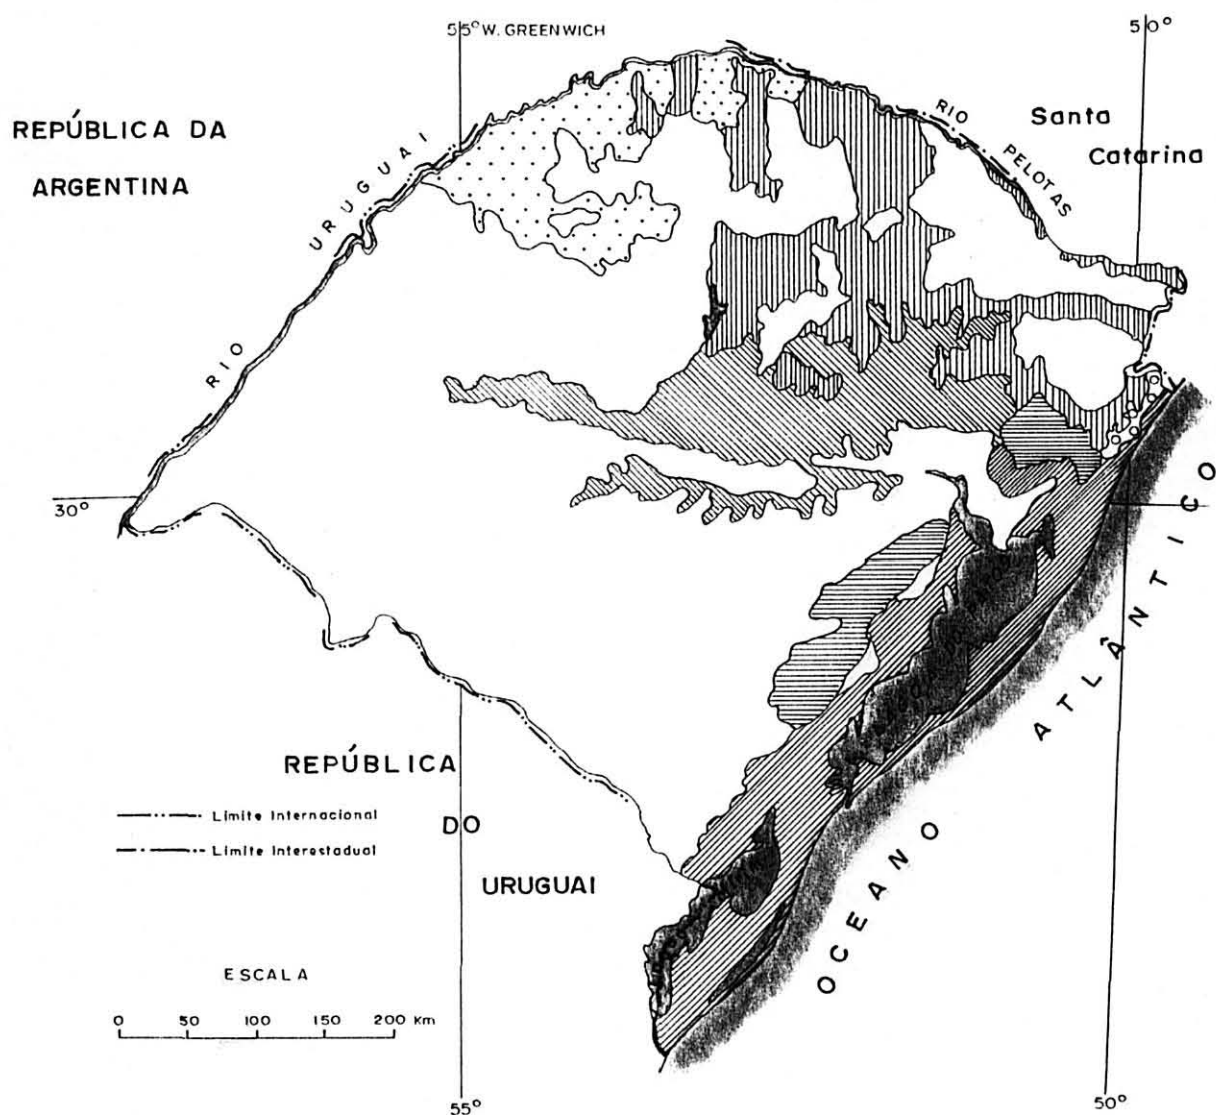 55° W. GREENWICH
50°
REPÚBLICA DA
ARGENTINA
RIO URUGUAI
RIO PELOTAS
Santa
Catarina
30°
OCEANO ATLÂNTICO
REPÚBLICA
DO
URUGUAI
Limite Internacional
Limite Interestadual
ESCALA
0 50 100 150 200 Km
55°
50°